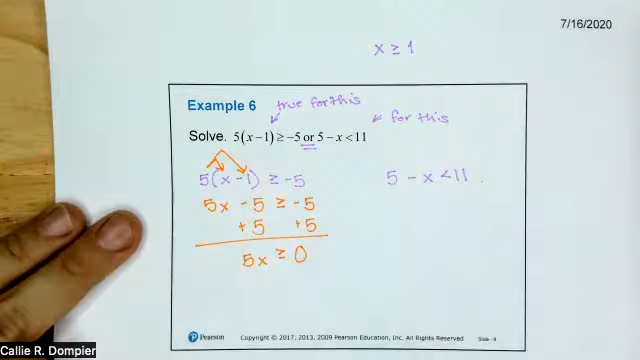 7/16/2020
x ≥ 1
Example 6
true for this
for this
Solve. 5(x−1) ≥ −5 or 5 − x < 11
5(x − 1) ≥ −5
5 − x < 11
5x − 5 ≥ −5
+ 5 + 5
5x ≥ 0
Pearson
Copyright © 2017, 2013, 2009 Pearson Education, Inc. All Rights Reserved
Callie R. Dompier